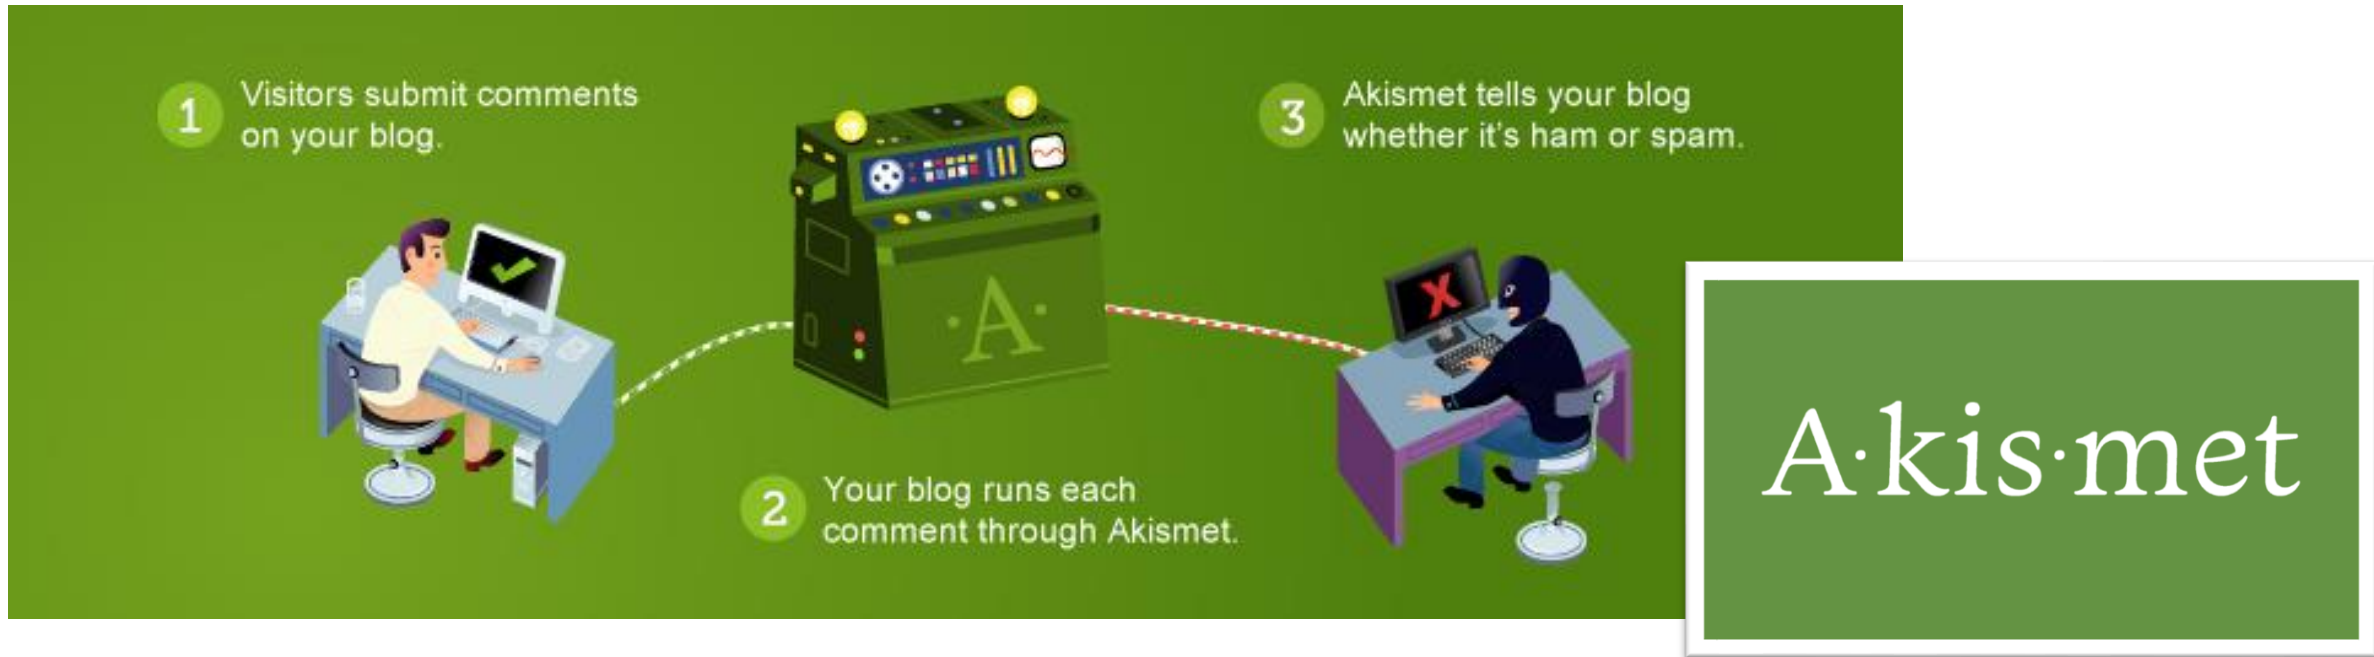 1
Visitors submit comments
on your blog.
·A·
2
Your blog runs each
comment through Akismet.
3
Akismet tells your blog
whether it's ham or spam.
A·kis·met